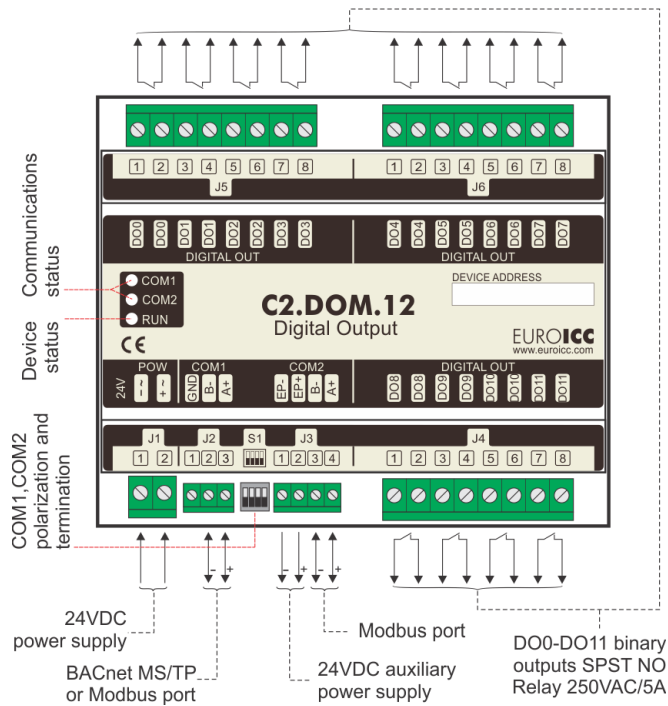 1 2 3 4 5 6 7 8
J5
1 2 3 4 5 6 7 8
J6
DO0 DO0 DO1 DO1 DO2 DO2 DO3 DO3
DIGITAL OUT
DO4 DO4 DO5 DO5 DO6 DO6 DO7 DO7
DIGITAL OUT
Communications
status
Device
status
COM1
COM2
RUN
CE
C2.DOM.12
Digital Output
DEVICE ADDRESS
EUROICC
www.euroicc.com
24V
POW
- ~
+ ~
COM1
GND B- A+
COM2
EP- EP+ B- A+
DIGITAL OUT
DO8 DO8 DO9 DO9 DO10 DO10 DO11 DO11
J1
1 2
J2
1 2 3
S1
J3
1 2 3 4
J4
1 2 3 4 5 6 7 8
COM1,COM2
polarization and
termination
- +
- +
- +
24VDC
power supply
BACnet MS/TP
or Modbus port
24VDC auxiliary
power supply
Modbus port
DO0-DO11 binary
outputs SPST NO
Relay 250VAC/5A